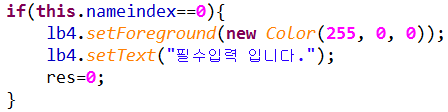 if(this.nameindex==0){
    lb4.setForeground(new Color(255, 0, 0));
    lb4.setText("필수입력 입니다.");
    res=0;
}